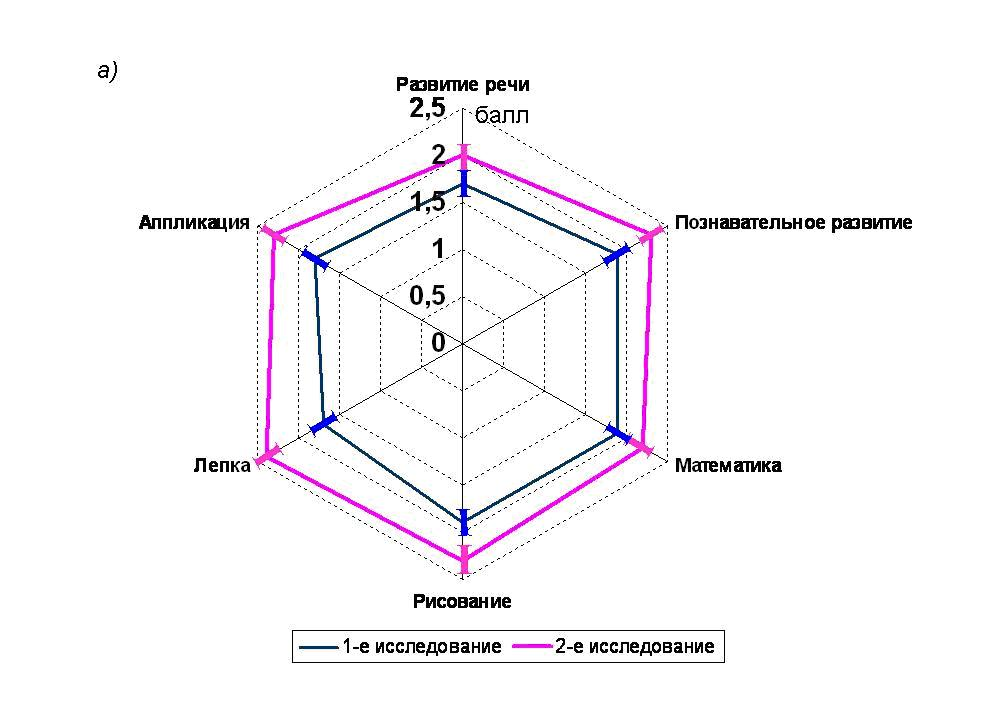 а)
Развитие речи
2,5
балл
2
1,5
1
0,5
0
Аппликация
Познавательное развитие
Лепка
Математика
Рисование
1-е исследование 2-е исследование